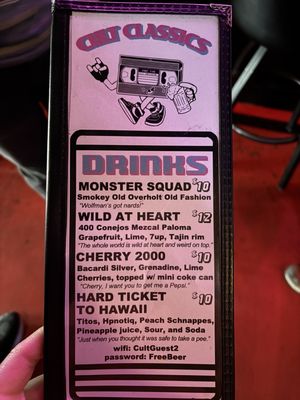 CULT CLASSICS
DRINKS
MONSTER SQUAD $10
Smokey Old Overholt Old Fashion
"Wolfman's got nards!"
WILD AT HEART $12
400 Conejos Mezcal Paloma
Grapefruit, Lime, 7up, Tajin rim
"The whole world is wild at heart and weird on top."
CHERRY 2000 $10
Bacardi Silver, Grenadine, Lime
Cherries, topped w/ mini coke can
"Cherry, I want you to get me a Pepsi."
HARD TICKET $10
TO HAWAII
Titos, Hpnotiq, Peach Schnappes,
Pineapple juice, Sour, and Soda
"Just when you thought it was safe to take a pee."
wifi: CultGuest2
password: FreeBeer